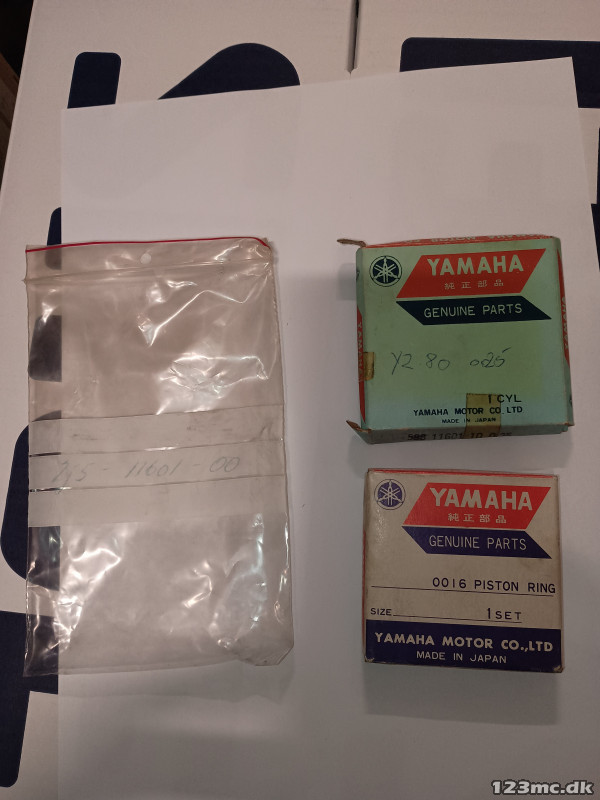 YAMAHA
純正部品
GENUINE PARTS
Y2.80 025
1 CYL
YAMAHA MOTOR CO., LTD
MADE IN JAPAN
-11601-00
YAMAHA
純正部品
GENUINE PARTS
0016 PISTON RING
SIZE 1 SET
YAMAHA MOTOR CO.,LTD
MADE IN JAPAN
123mc.dk